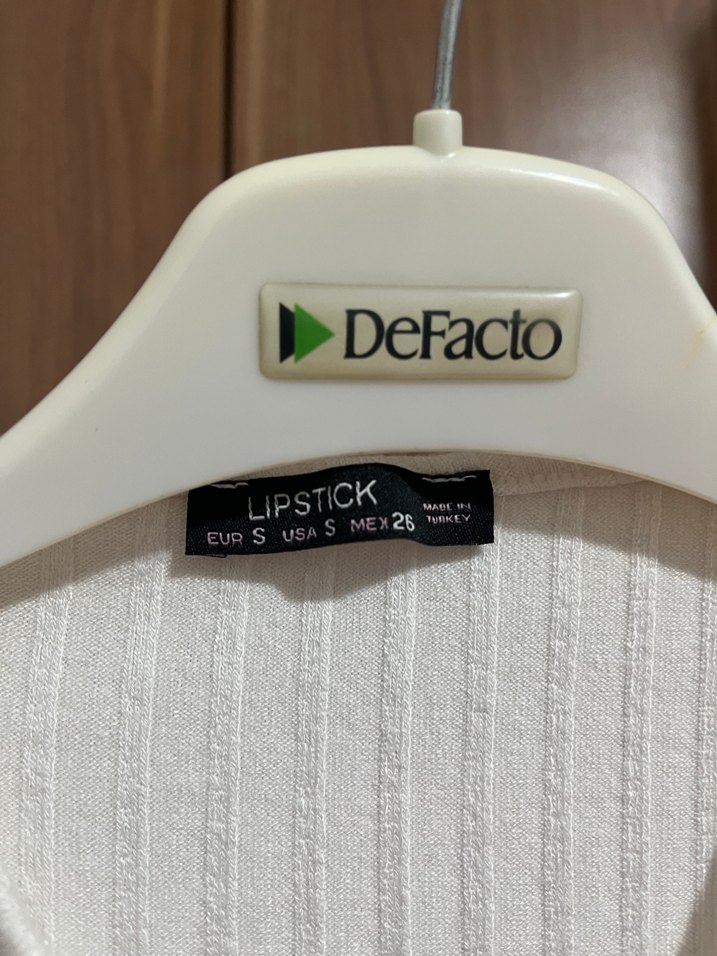 DeFacto
LIPSTICK
EUR S USA S MEX 26
MADE IN
TURKEY